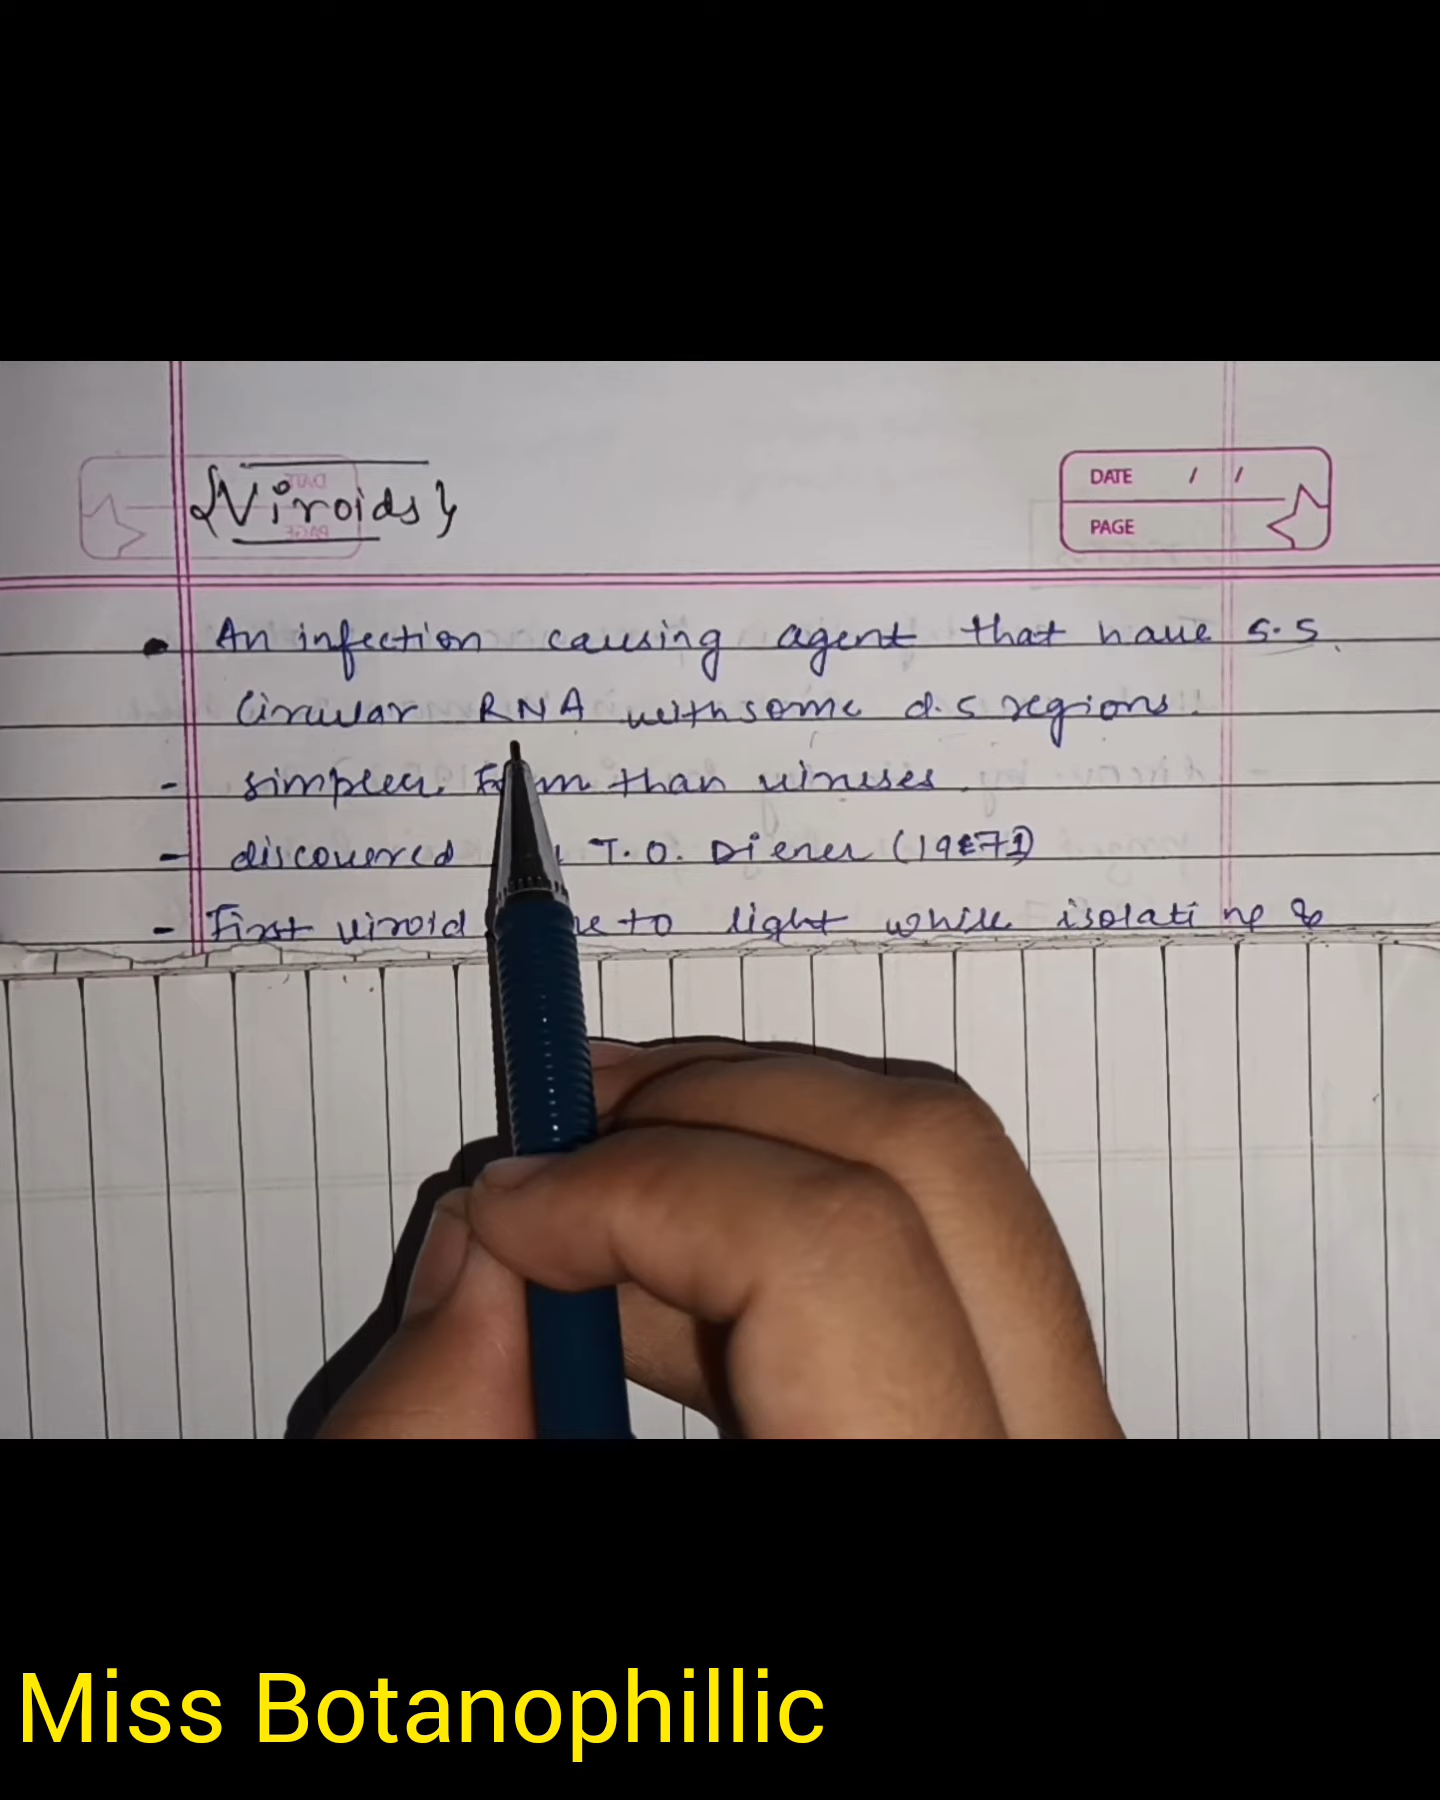 {Viroids}
DATE / /
PAGE
• An infection causing agent that have s.s
Circular RNA with some d.s regions.
- simpler Form than viruses.
- discovered T.O. Diener (1971)
- First viroid to light while isolating &
Miss Botanophillic